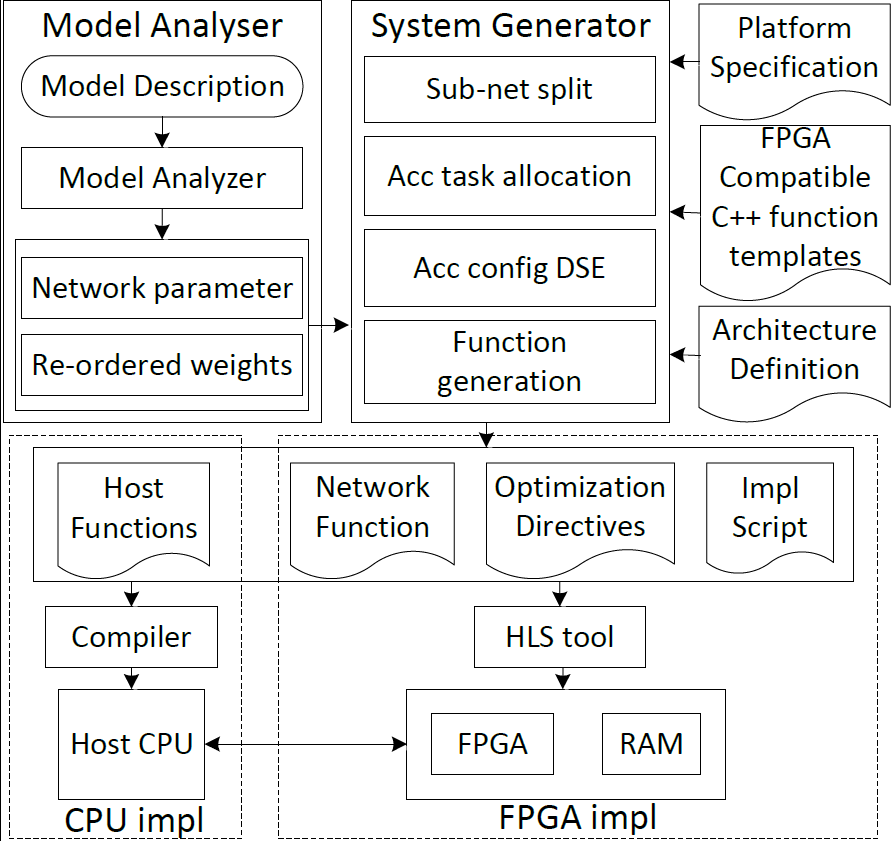 Model Analyser
Model Description
Model Analyzer
Network parameter
Re-ordered weights
System Generator
Sub-net split
Acc task allocation
Acc config DSE
Function
generation
Platform
Specification
FPGA
Compatible
C++ function
templates
Architecture
Definition
Host
Functions
Network
Function
Optimization
Directives
Impl
Script
Compiler
HLS tool
Host CPU
FPGA
RAM
CPU impl
FPGA impl